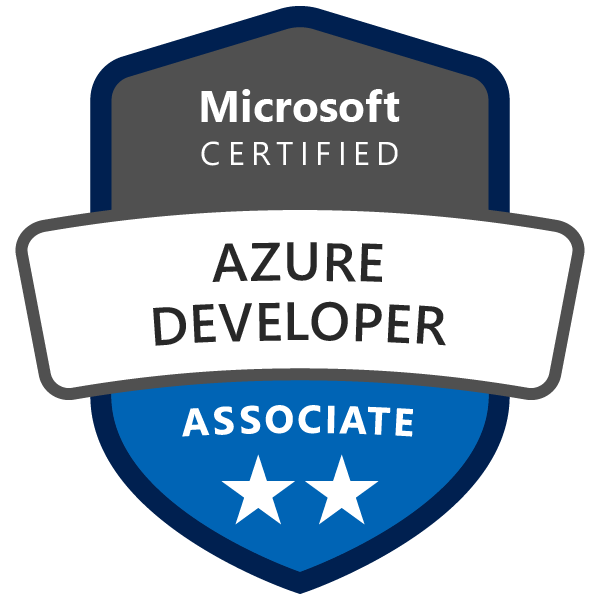 Microsoft
CERTIFIED
AZURE
DEVELOPER
ASSOCIATE